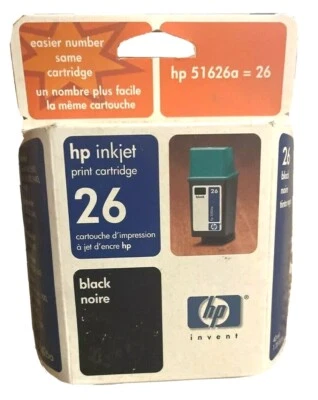 easier number
same
cartridge
un nombre plus facile
la même cartouche
hp 51626a = 26
hp inkjet
print cartridge
26
cartouche d'impression
à jet d'encre hp
black
noire
26
hp
invent
26
black
noire